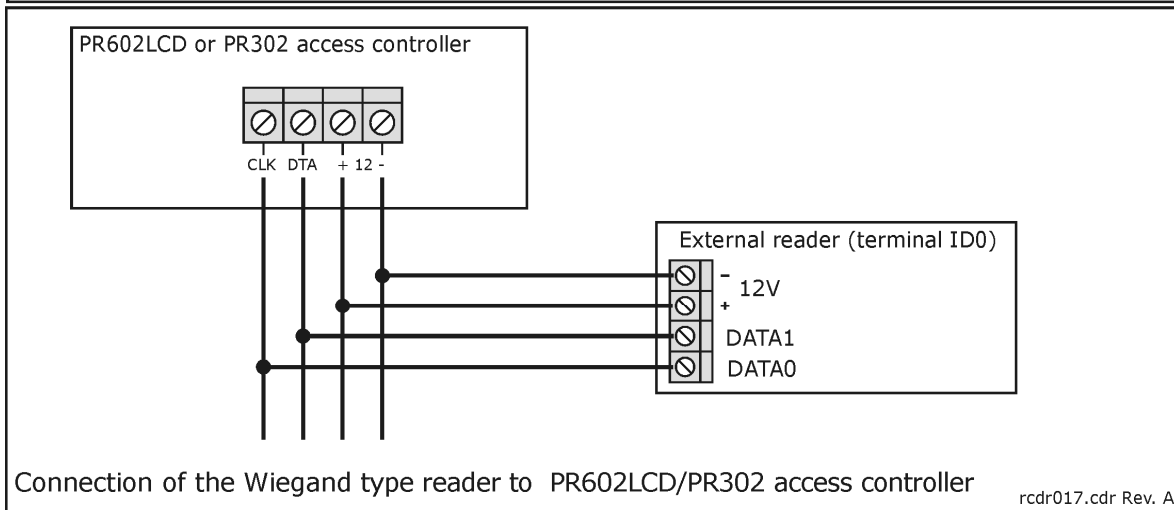 PR602LCD or PR302 access controller
CLK DTA + 12 -
External reader (terminal ID0)
-
12V
+
DATA1
DATA0
Connection of the Wiegand type reader to PR602LCD/PR302 access controller
rcdr017.cdr Rev. A